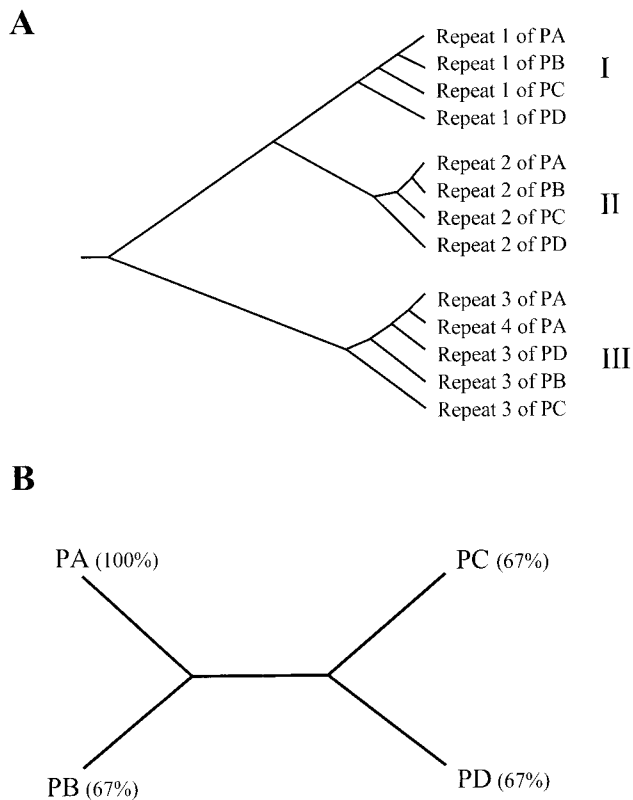 A
Repeat 1 of PA
Repeat 1 of PB
Repeat 1 of PC
Repeat 1 of PD
I
Repeat 2 of PA
Repeat 2 of PB
Repeat 2 of PC
Repeat 2 of PD
II
Repeat 3 of PA
Repeat 4 of PA
Repeat 3 of PD
Repeat 3 of PB
Repeat 3 of PC
III
B
PA (100%)
PC (67%)
PB (67%)
PD (67%)